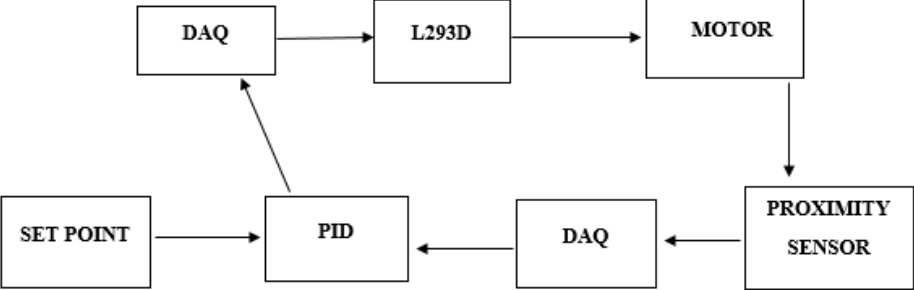 DAQ
L293D
MOTOR
SET POINT
PID
DAQ
PROXIMITY
SENSOR